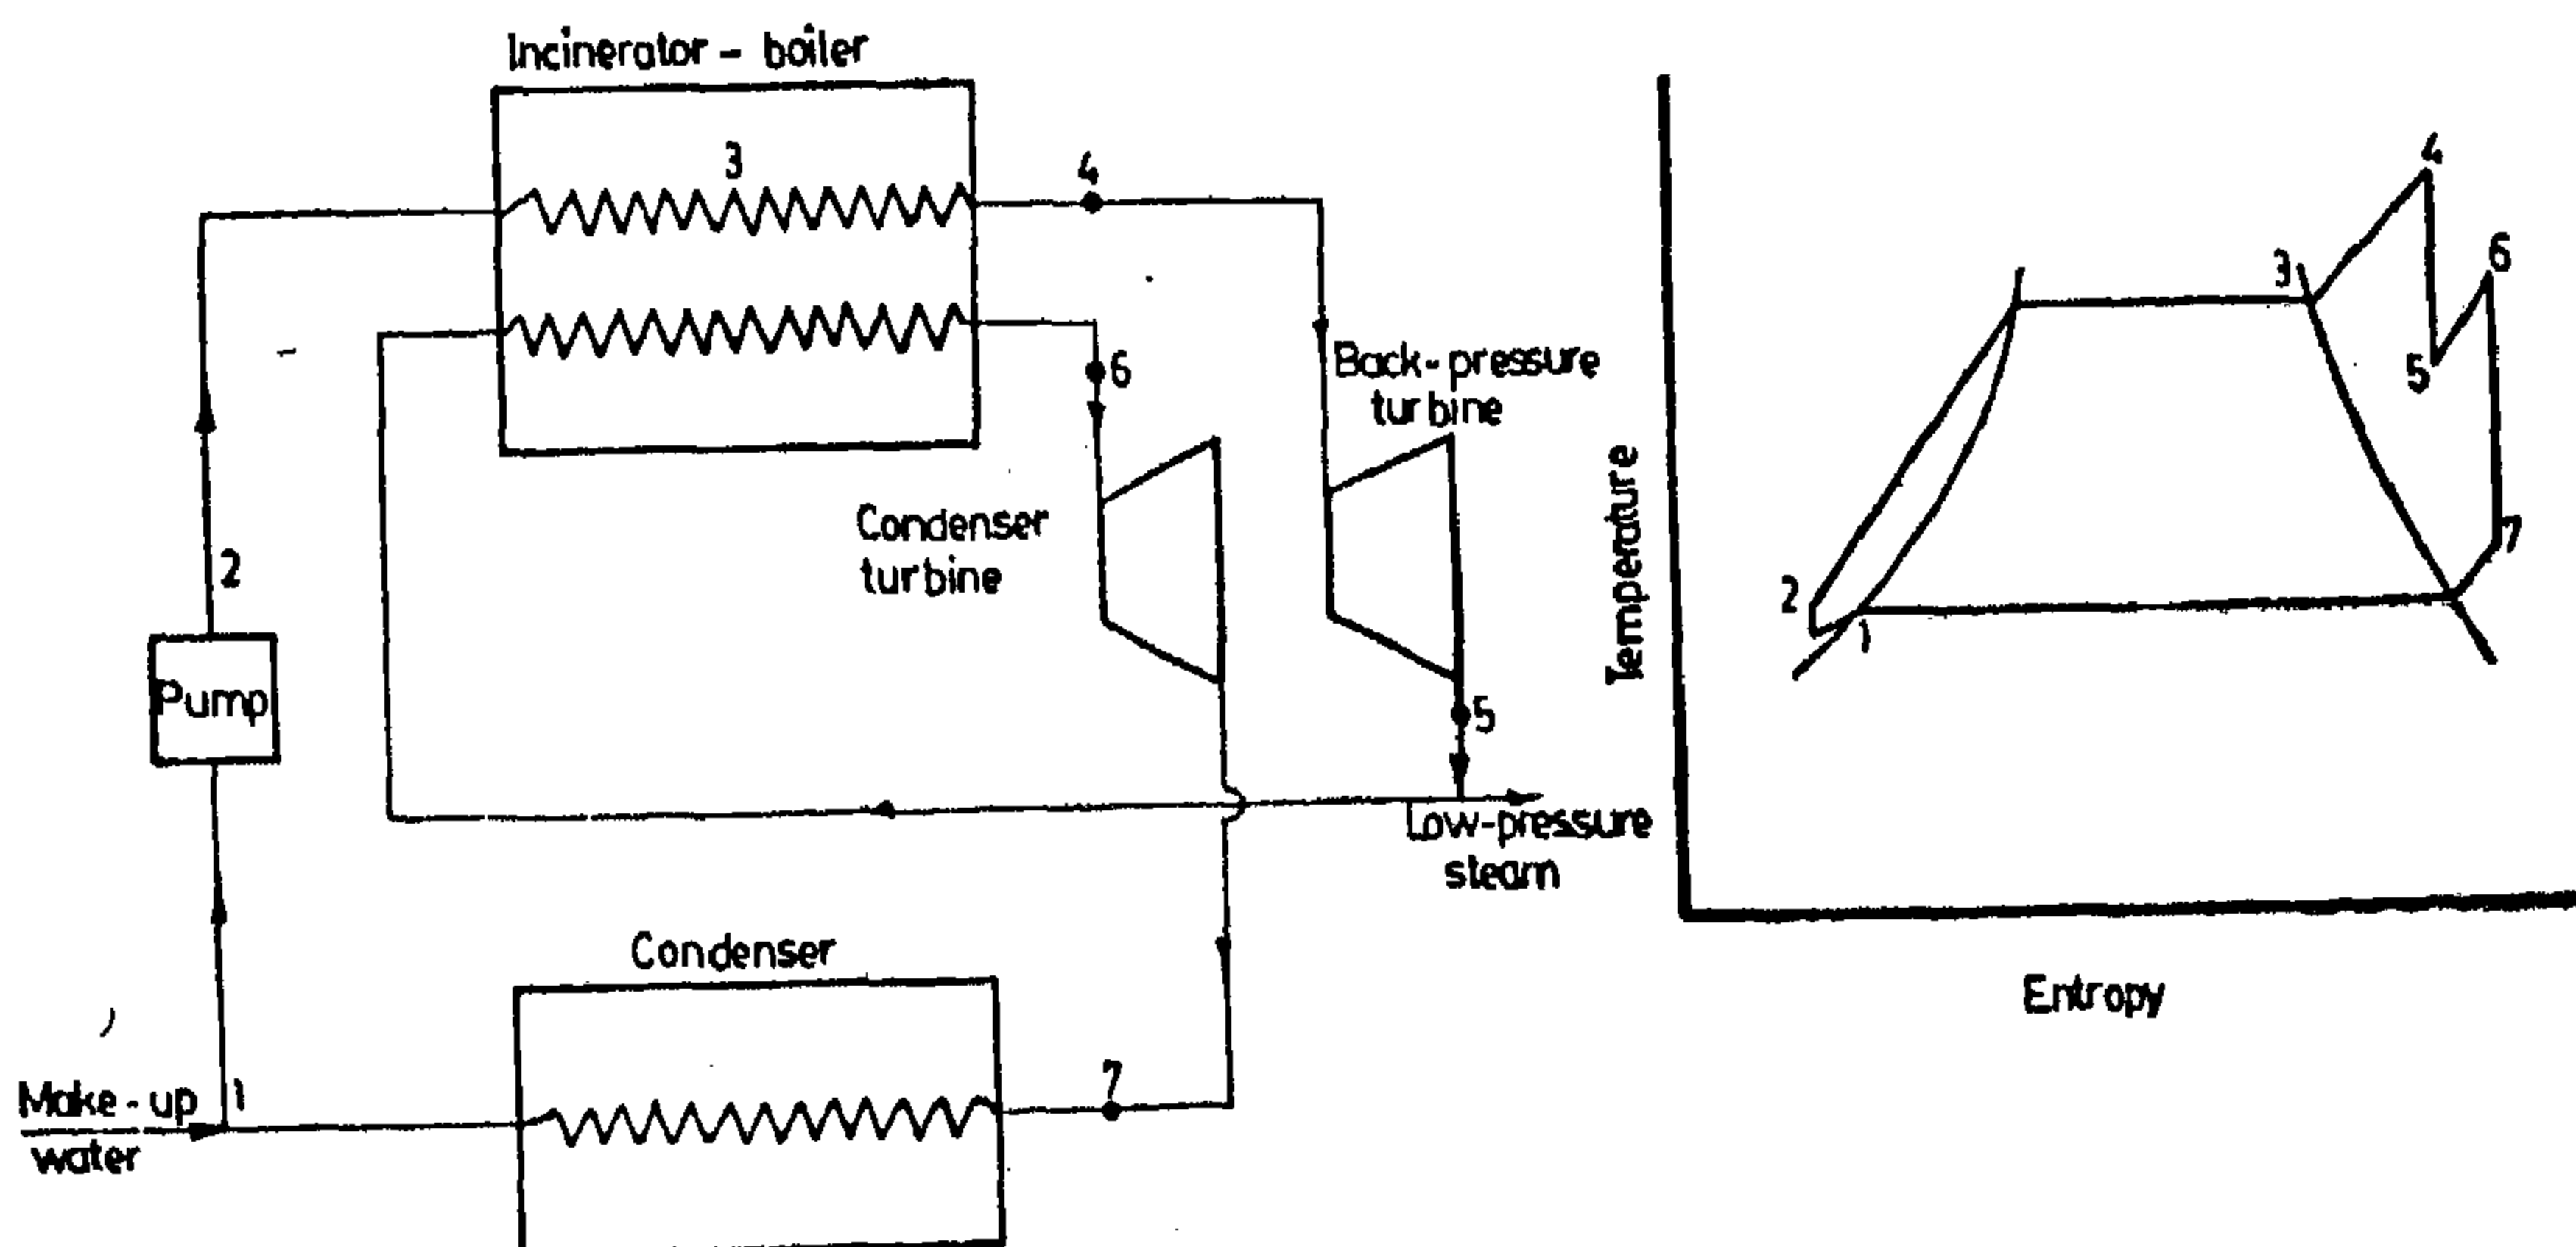 Incinerator - boiler
3
4
6
Back-pressure
turbine
Condenser
turbine
2
Pump
5
Low-pressure
steam
Condenser
7
Make-up
water
1
Temperature
4
3
6
5
7
2
1
Entropy